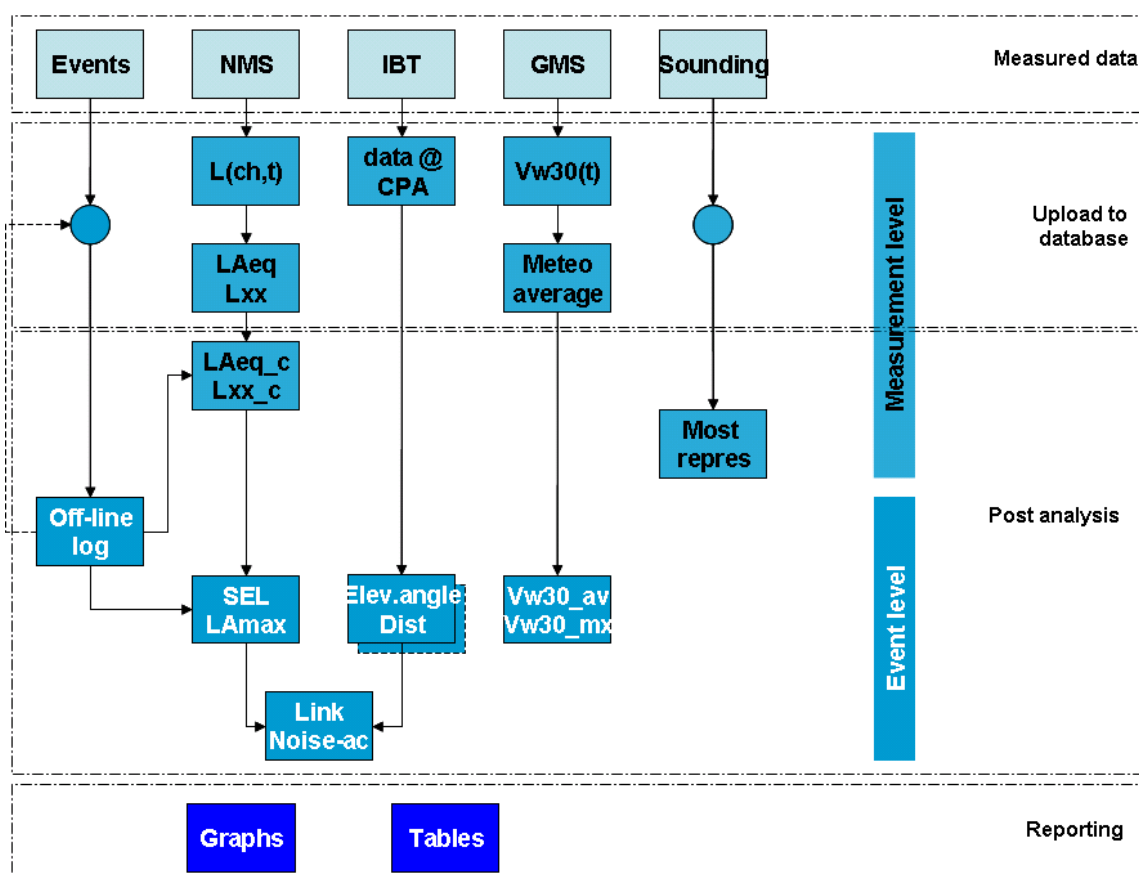 Events
NMS
IBT
GMS
Sounding
Measured data
L(ch,t)
data @
CPA
Vw30(t)
Upload to
database
LAeq
Lxx
Meteo
average
Measurement level
LAeq_c
Lxx_c
Most
repres
Off-line
log
Post analysis
SEL
LAmax
Elev.angle
Dist
Vw30_av
Vw30_mx
Event level
Link
Noise-ac
Graphs
Tables
Reporting